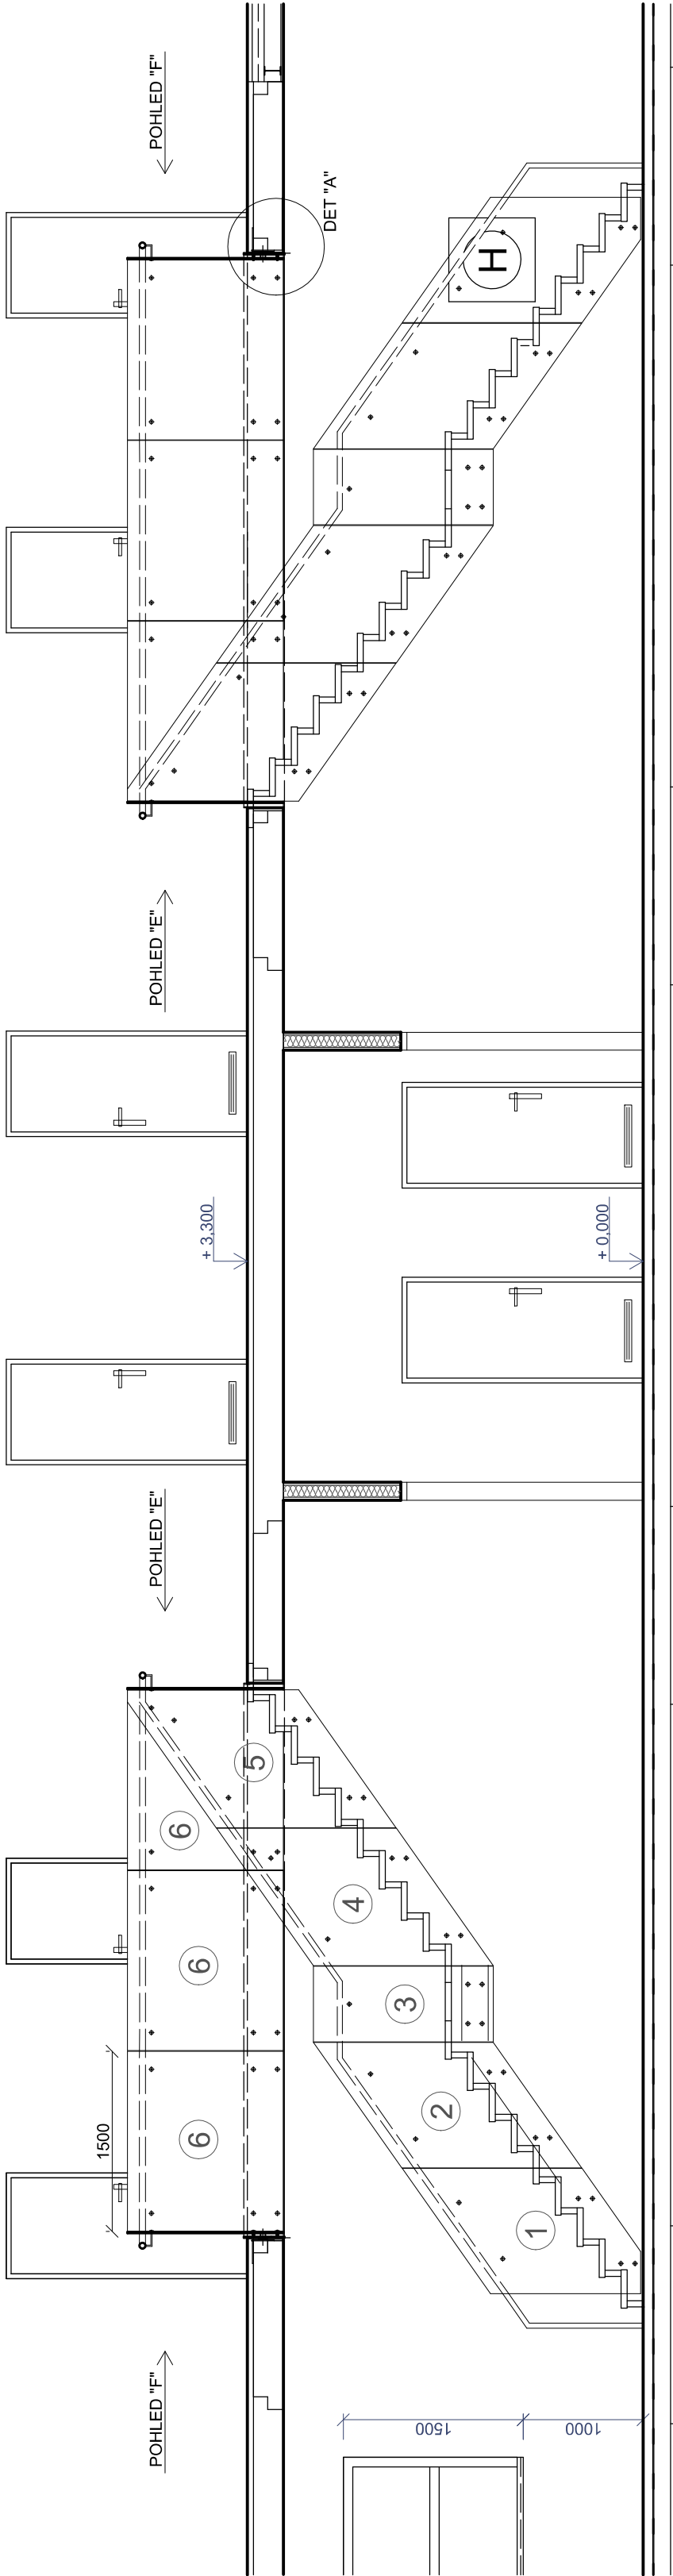 POHLED "F"
POHLED "E"
POHLED "E"
POHLED "F"
1500
6
6
6
5
4
3
2
1
+ 3,300
+ 0,000
DET "A"
H
1500
1000